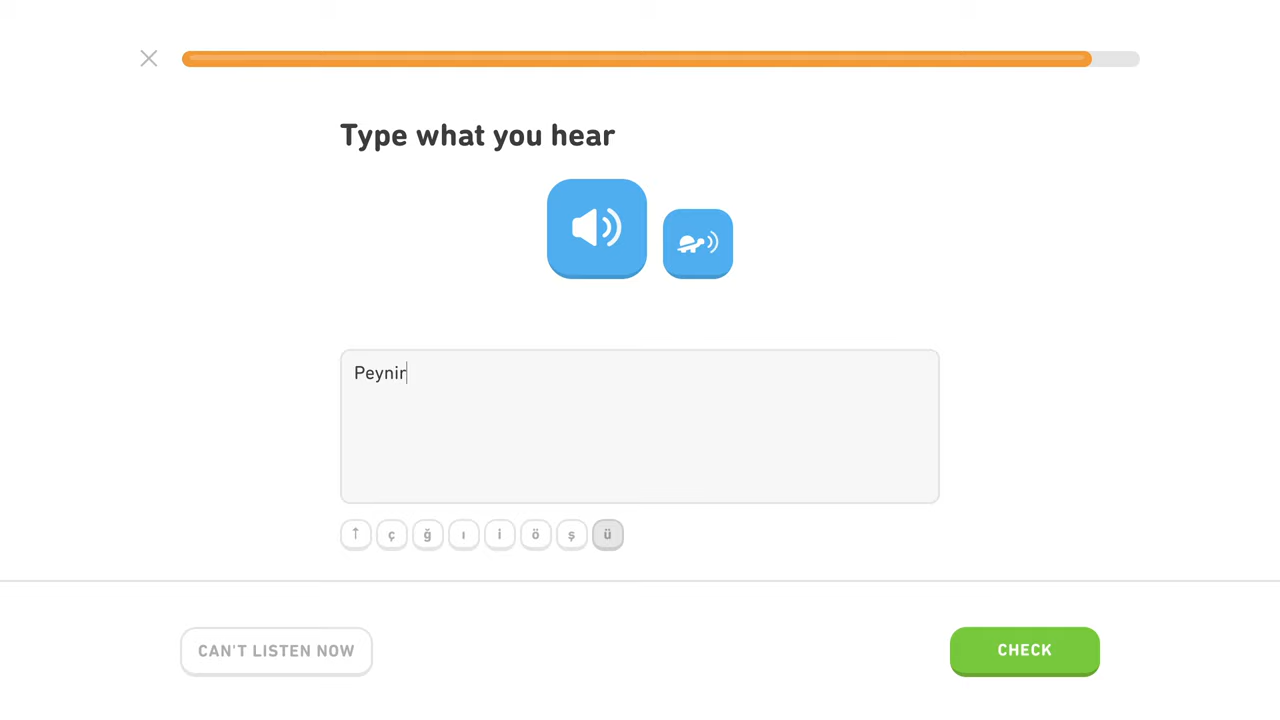 Type what you hear
Peynir
↑ ç ğ ı i ö ş ü
CAN'T LISTEN NOW
CHECK